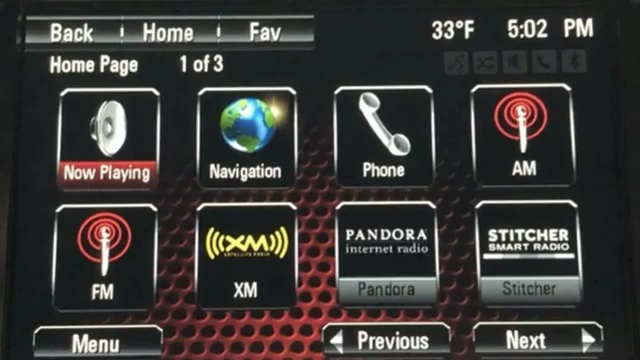 Back Home Fav 33°F 5:02 PM
Home Page 1 of 3
Now Playing Navigation Phone AM
FM XM SATELLITE RADIO XM PANDORA internet radio Pandora STITCHER SMART RADIO Stitcher
Menu Previous Next